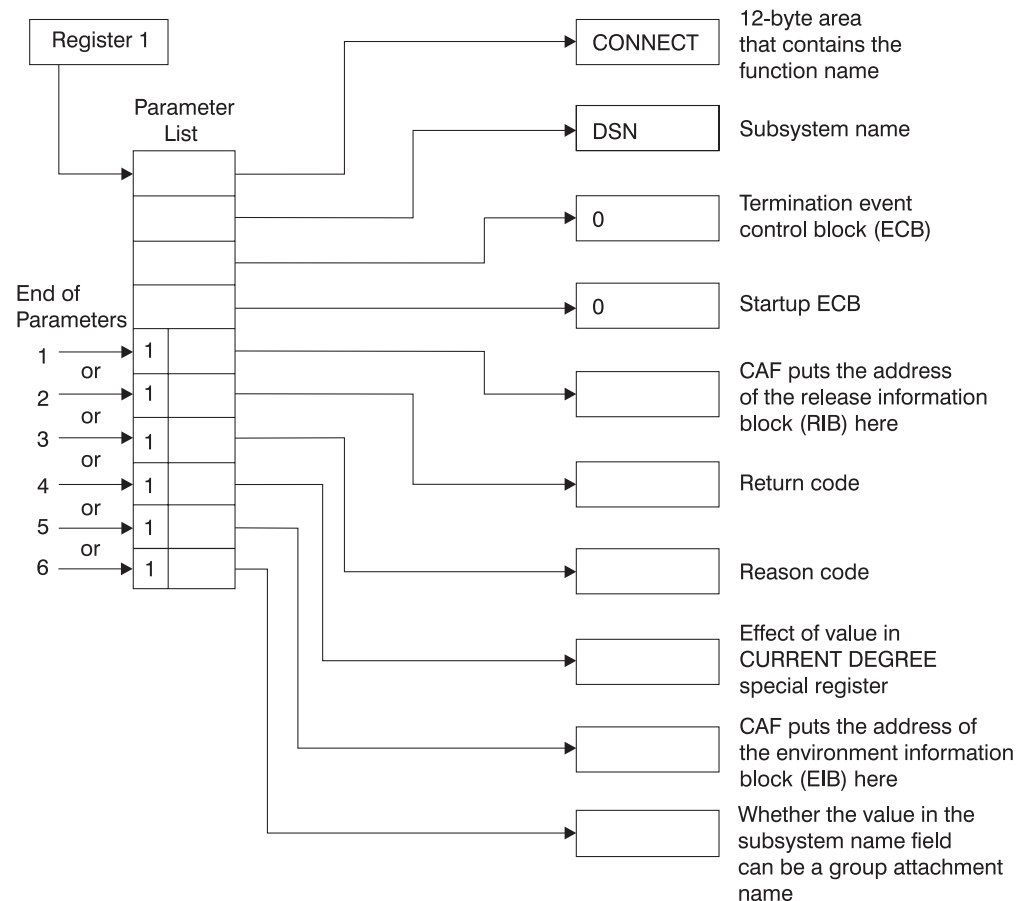 Register 1
Parameter
List
End of
Parameters
1
or
2
or
3
or
4
or
5
or
6
1
1
1
1
1
1
CONNECT
12-byte area
that contains the
function name
DSN
Subsystem name
0
Termination event
control block (ECB)
0
Startup ECB
CAF puts the address
of the release information
block (RIB) here
Return code
Reason code
Effect of value in
CURRENT DEGREE
special register
CAF puts the address of
the environment information
block (EIB) here
Whether the value in the
subsystem name field
can be a group attachment
name